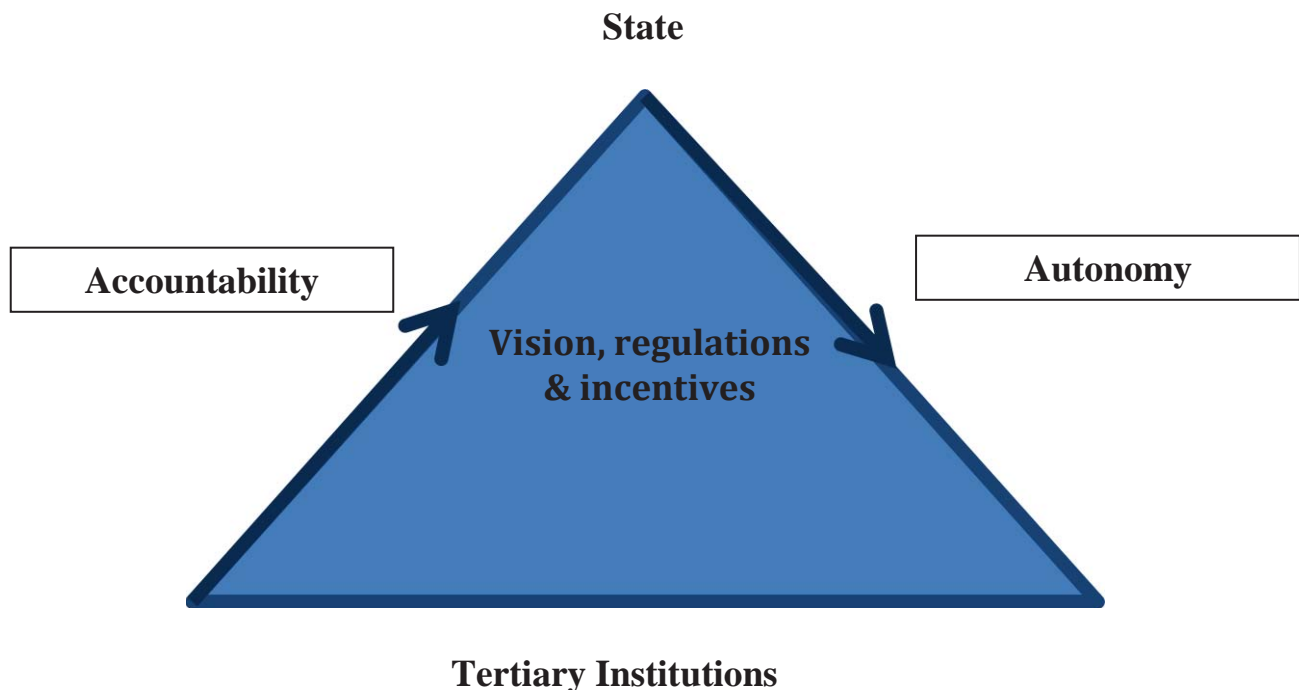 State
Accountability
Autonomy
Vision, regulations
& incentives
Tertiary Institutions